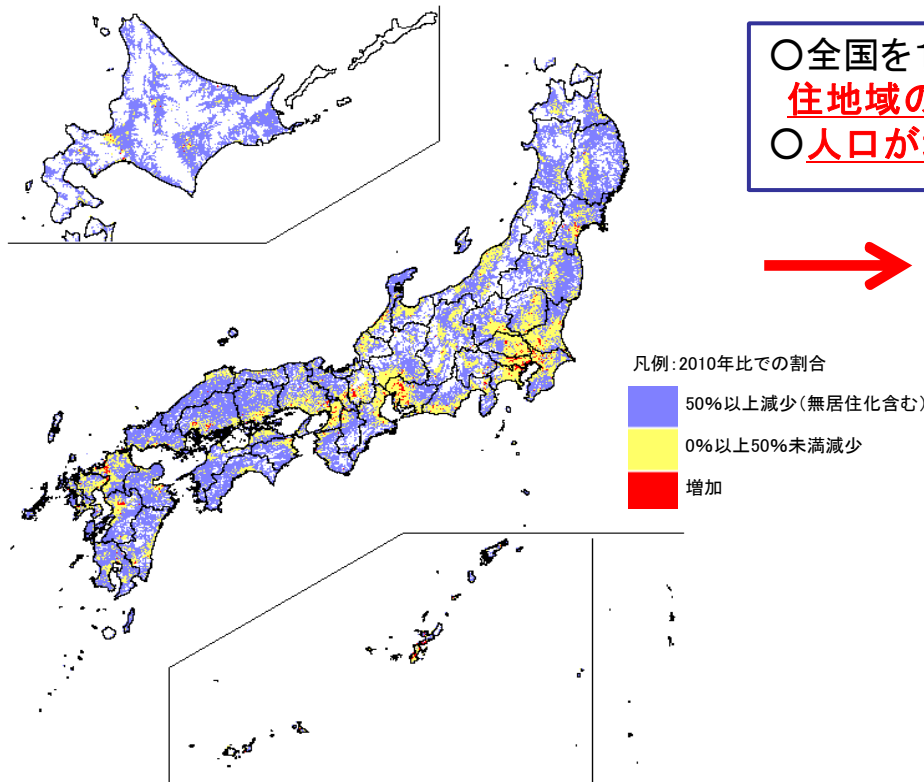 ○全国を
住地域の
○人口が
凡例：2010年比での割合
50%以上減少（無居住化含む）
0%以上50%未満減少
増加